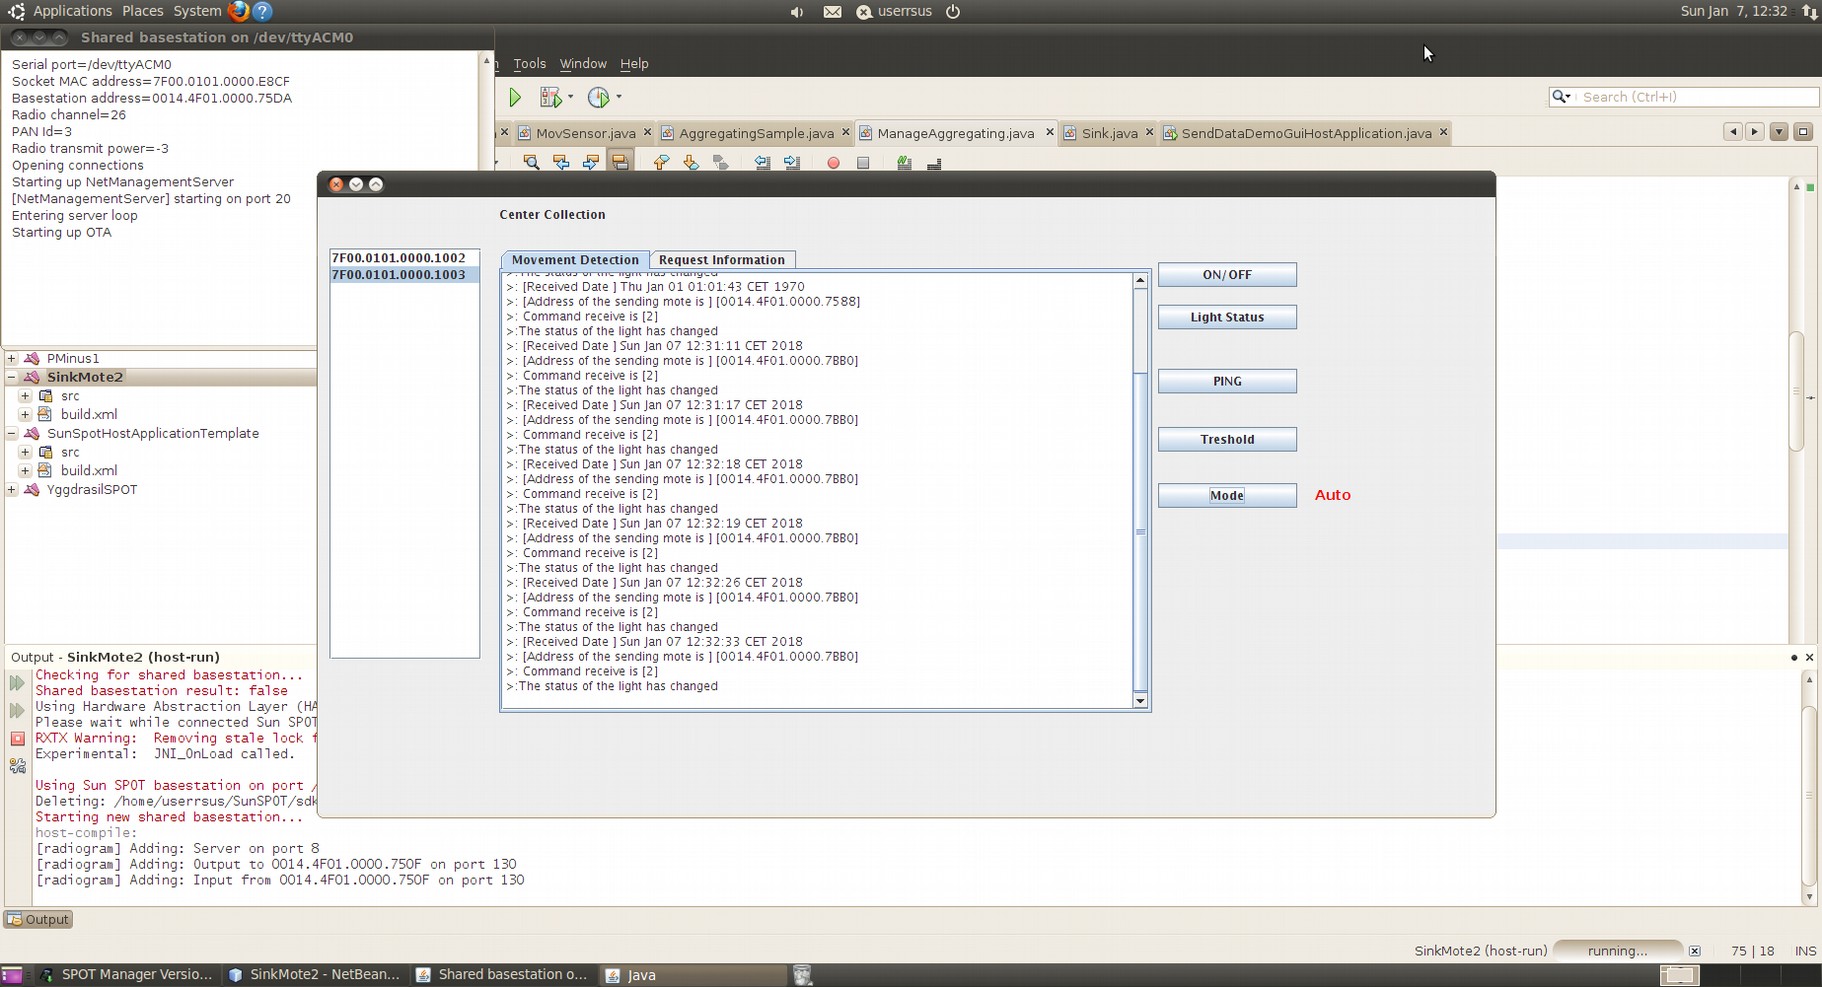 Applications Places System
userrsus
Sun Jan 7, 12:32
Shared basestation on /dev/ttyACM0
Serial port=/dev/ttyACM0
Socket MAC address=7F00.0101.0000.E8CF
Basestation address=0014.4F01.0000.75DA
Radio channel=26
PAN Id=3
Radio transmit power=-3
Opening connections
Starting up NetManagementServer
[NetManagementServer] starting on port 20
Entering server loop
Starting up OTA
Tools Window Help
Search (Ctrl+I)
MovSensor.java AggregatingSample.java ManageAggregating.java Sink.java SendDataDemoGuiHostApplication.java
PMinus1
SinkMote2
src
build.xml
SunSpotHostApplicationTemplate
src
build.xml
YggdrasilSPOT
Center Collection
7F00.0101.0000.1002
7F00.0101.0000.1003
Movement Detection Request Information
>:The status of the light has changed
>: [Received Date ] Thu Jan 01 01:01:43 CET 1970
>: [Address of the sending mote is ] [0014.4F01.0000.7588]
>: Command receive is [2]
>:The status of the light has changed
>: [Received Date ] Sun Jan 07 12:31:11 CET 2018
>: [Address of the sending mote is ] [0014.4F01.0000.7BB0]
>: Command receive is [2]
>:The status of the light has changed
>: [Received Date ] Sun Jan 07 12:31:17 CET 2018
>: [Address of the sending mote is ] [0014.4F01.0000.7BB0]
>: Command receive is [2]
>:The status of the light has changed
>: [Received Date ] Sun Jan 07 12:32:18 CET 2018
>: [Address of the sending mote is ] [0014.4F01.0000.7BB0]
>: Command receive is [2]
>:The status of the light has changed
>: [Received Date ] Sun Jan 07 12:32:19 CET 2018
>: [Address of the sending mote is ] [0014.4F01.0000.7BB0]
>: Command receive is [2]
>:The status of the light has changed
>: [Received Date ] Sun Jan 07 12:32:26 CET 2018
>: [Address of the sending mote is ] [0014.4F01.0000.7BB0]
>: Command receive is [2]
>:The status of the light has changed
>: [Received Date ] Sun Jan 07 12:32:33 CET 2018
>: [Address of the sending mote is ] [0014.4F01.0000.7BB0]
>: Command receive is [2]
>:The status of the light has changed
ON/OFF
Light Status
PING
Treshold
Mode Auto
Output - SinkMote2 (host-run)
Checking for shared basestation...
Shared basestation result: false
Using Hardware Abstraction Layer (HA
Please wait while connected Sun SPOT
RXTX Warning: Removing stale lock f
Experimental: JNI_OnLoad called.
Using Sun SPOT basestation on port /
Deleting: /home/userrsus/SunSPOT/sdk
Starting new shared basestation...
host-compile:
[radiogram] Adding: Server on port 8
[radiogram] Adding: Output to 0014.4F01.0000.750F on port 130
[radiogram] Adding: Input from 0014.4F01.0000.750F on port 130
Output
SinkMote2 (host-run) running... 75 | 18 INS
SPOT Manager Versio... SinkMote2 - NetBean... Shared basestation o... Java